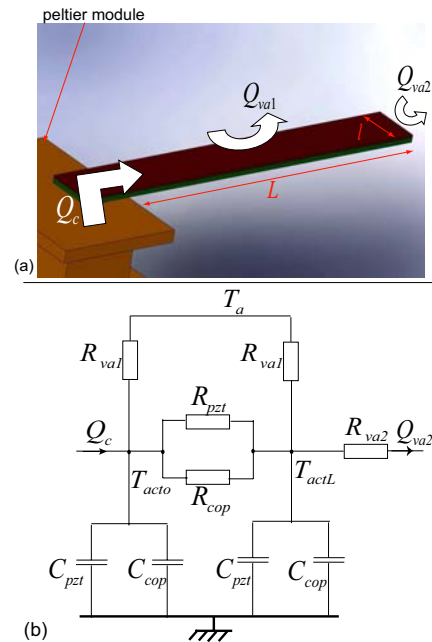 peltier module
Q_va1
Q_va2
l
Q_c
L
(a)
T_a
R_va1
R_va1
R_pzt
R_va2
Q_c
Q_va2
T_acto
T_actL
R_cop
C_pzt
C_cop
C_pzt
C_cop
(b)